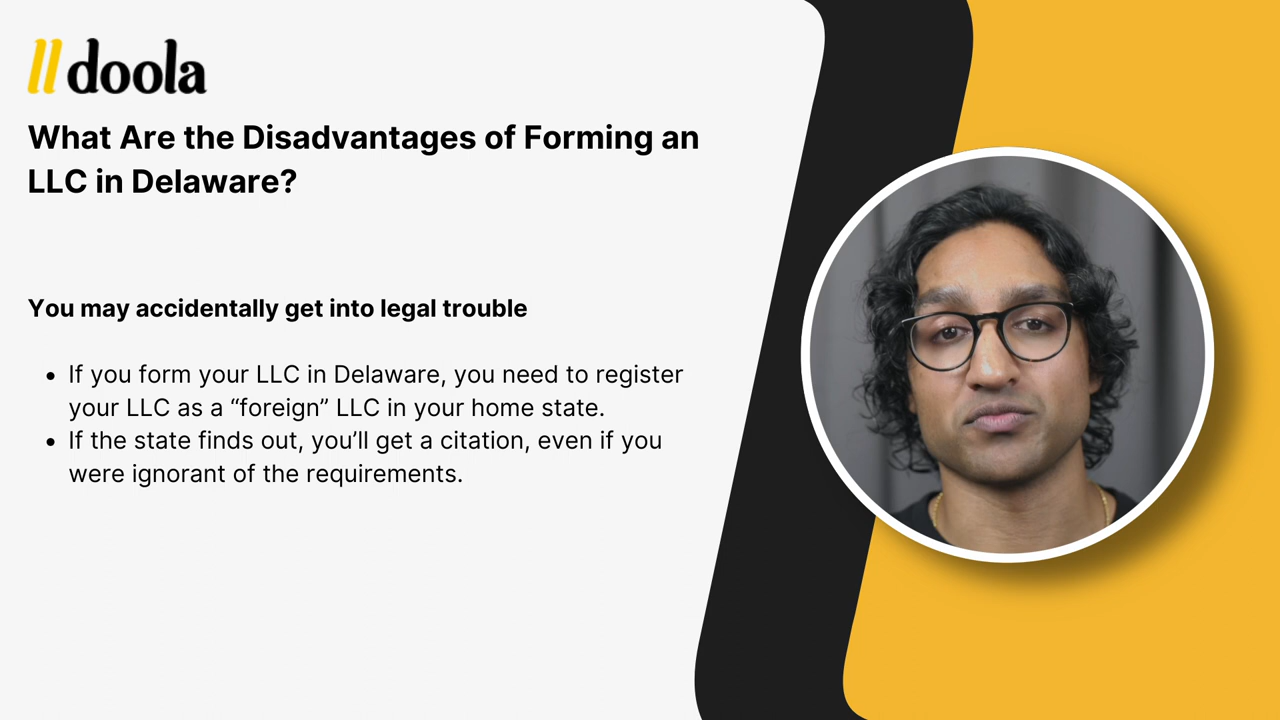 doola
What Are the Disadvantages of Forming an
LLC in Delaware?
You may accidentally get into legal trouble
• If you form your LLC in Delaware, you need to register
your LLC as a “foreign” LLC in your home state.
• If the state finds out, you’ll get a citation, even if you
were ignorant of the requirements.